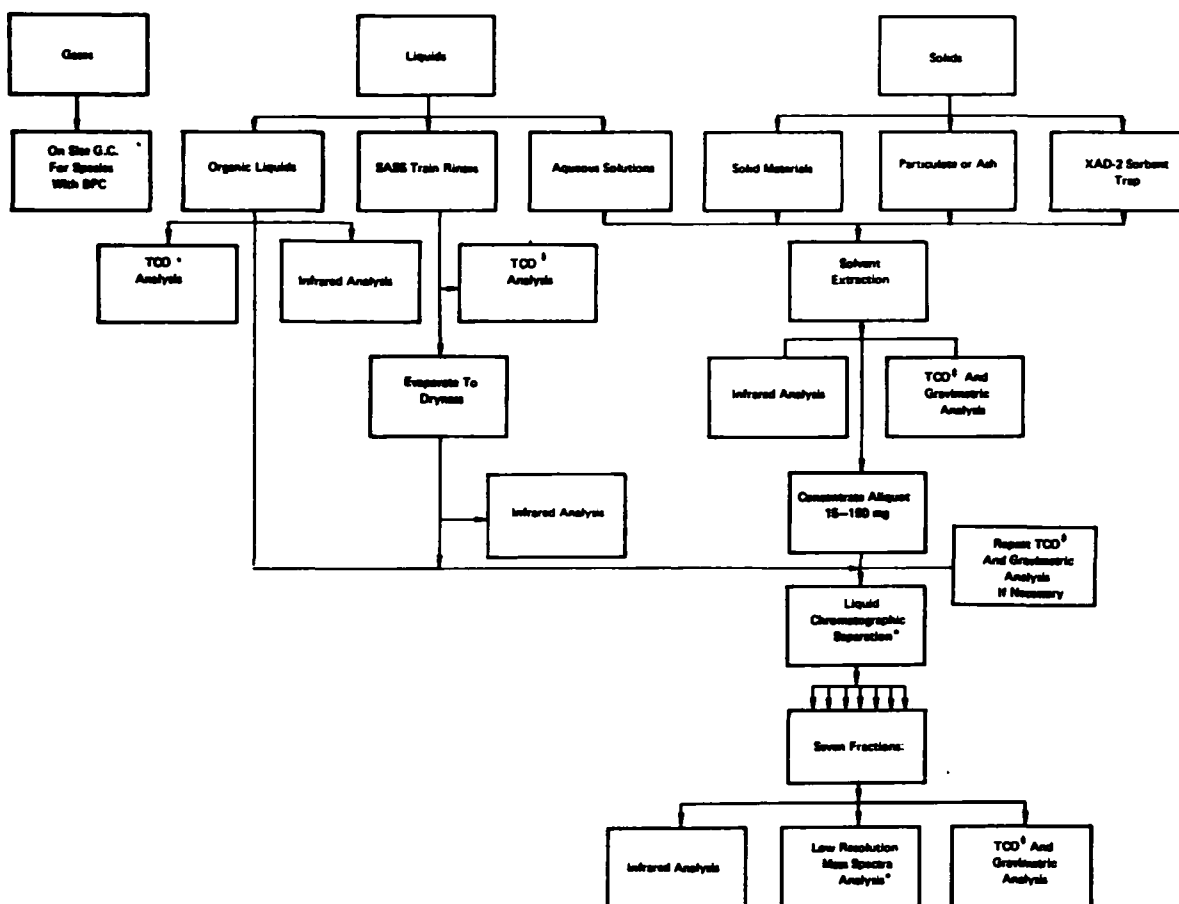 Gases
Liquids
Solids
On Site G.C.
For Species
With BPC
Organic Liquids
SASS Train Rinses
Aqueous Solutions
Solid Materials
Particulate or Ash
XAD-2 Sorbent
Trap
TCO
Analysis
Infrared Analysis
TCO
Analysis
Solvent
Extraction
Evaporate To
Dryness
Infrared Analysis
TCO And
Gravimetric
Analysis
Infrared Analysis
Concentrate Aliquot
15–100 mg
Repeat TCO
And Gravimetric
Analysis
If Necessary
Liquid
Chromatographic
Separation*
Seven Fractions
Infrared Analysis
Low Resolution
Mass Spectra
Analysis*
TCO And
Gravimetric
Analysis